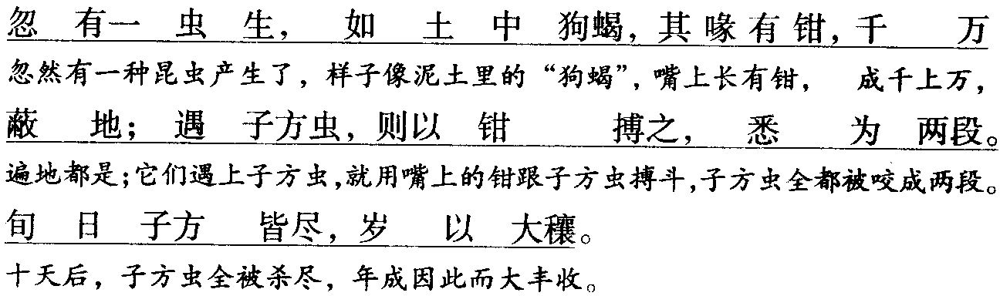 忽有一虫生，如土中狗蝎，其喙有钳，千万
忽然有一种昆虫产生了，样子像泥土里的“狗蝎”，嘴上长有钳，成千上万，
蔽地；遇子方虫，则以钳搏之，悉为两段。
遍地都是；它们遇上子方虫，就用嘴上的钳跟子方虫搏斗，子方虫全都被咬成两段。
旬日子方皆尽，岁以大穰。
十天后，子方虫全被杀尽，年成因此而大丰收。